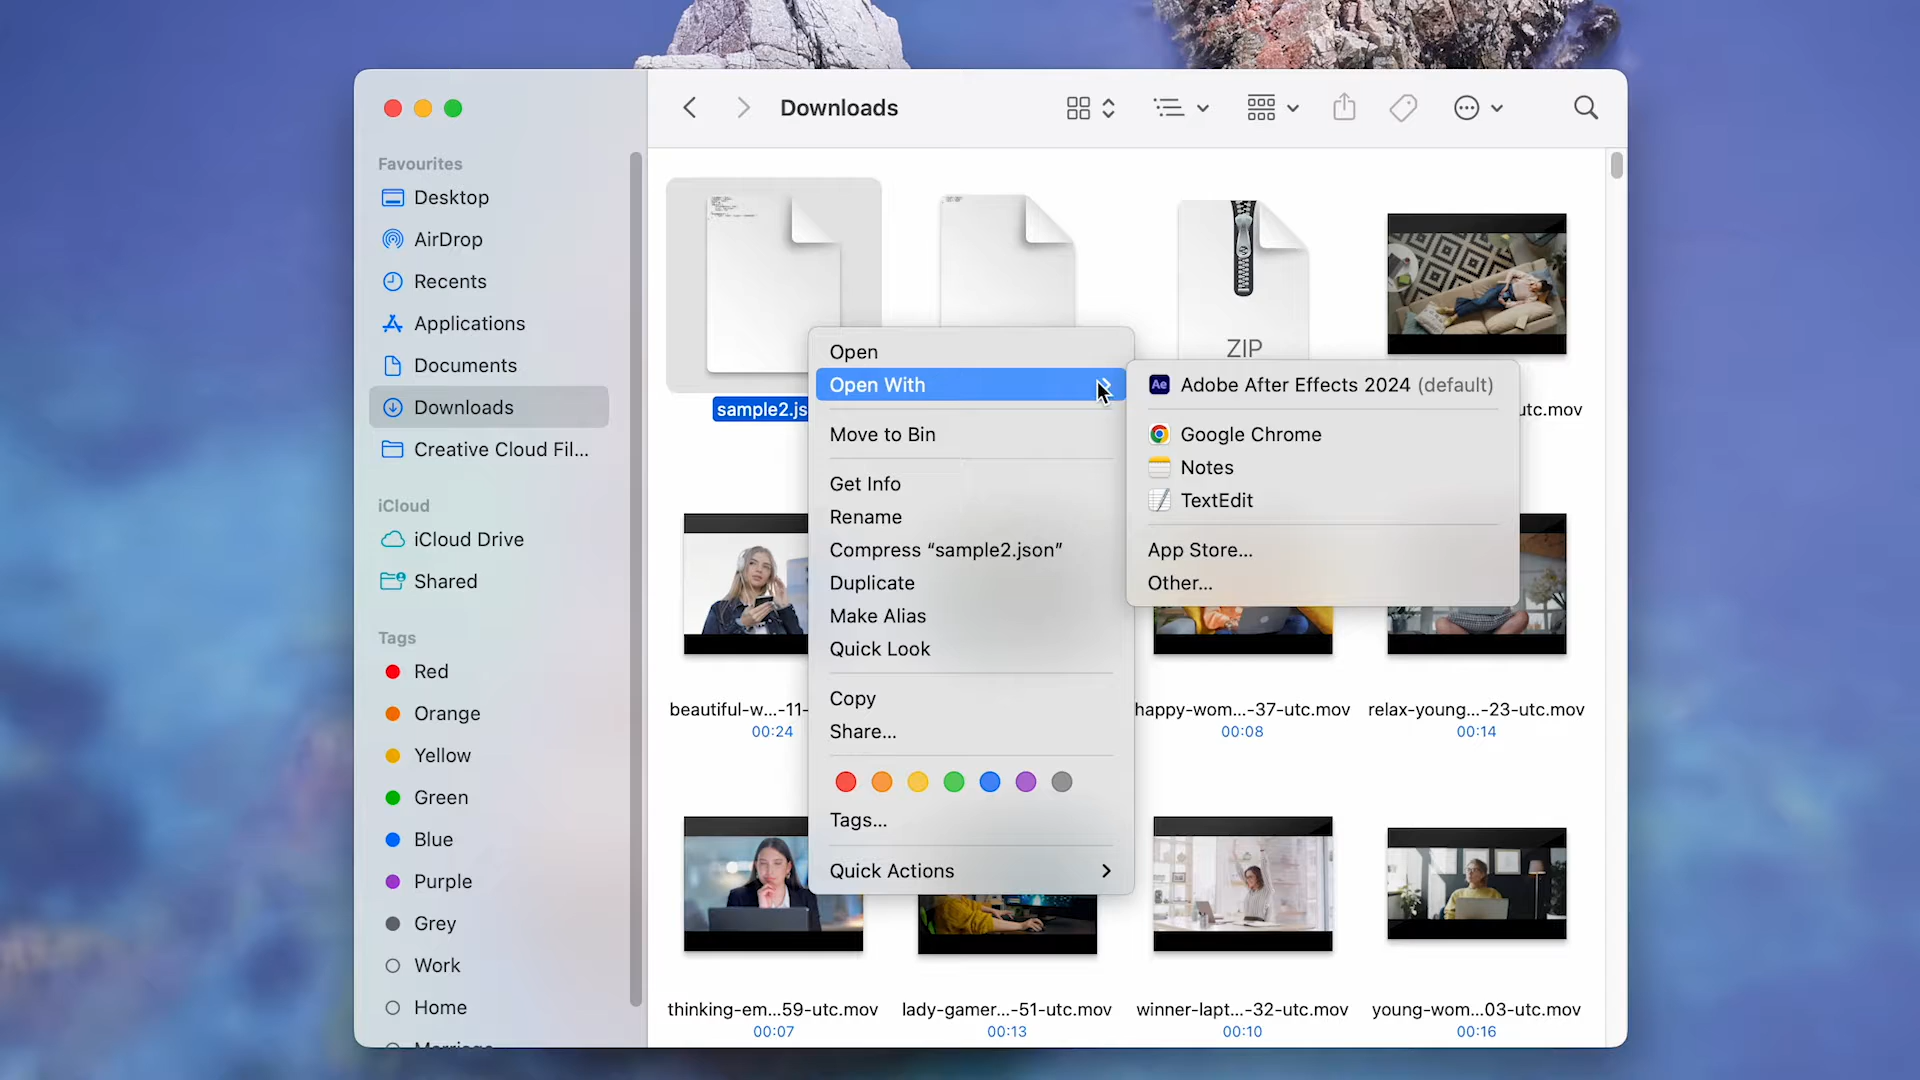 Downloads
Favourites
Desktop
AirDrop
Recents
Applications
Documents
Downloads
Creative Cloud Fil...
iCloud
iCloud Drive
Shared
Tags
Red
Orange
Yellow
Green
Blue
Purple
Grey
Work
Home
ZIP
sample2.js
utc.mov
Open
Open With
Move to Bin
Get Info
Rename
Compress “sample2.json”
Duplicate
Make Alias
Quick Look
Copy
Share...
Tags...
Quick Actions
Ae Adobe After Effects 2024 (default)
Google Chrome
Notes
TextEdit
App Store...
Other...
beautiful-w...-11-
00:24
happy-wom...-37-utc.mov
00:08
relax-young...-23-utc.mov
00:14
thinking-em...59-utc.mov
00:07
lady-gamer...-51-utc.mov
00:13
winner-lapt...-32-utc.mov
00:10
young-wom...03-utc.mov
00:16